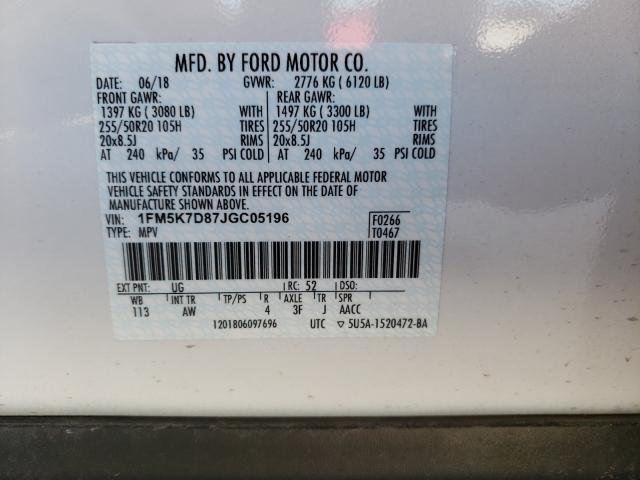 MFD. BY FORD MOTOR CO.
DATE: 06/18 GVWR: 2776 KG ( 6120 LB)
FRONT GAWR: REAR GAWR:
1397 KG ( 3080 LB) WITH 1497 KG ( 3300 LB) WITH
255/50R20 105H TIRES 255/50R20 105H TIRES
20x8.5J RIMS 20x8.5J RIMS
AT 240 kPa/ 35 PSI COLD AT 240 kPa/ 35 PSI COLD
THIS VEHICLE CONFORMS TO ALL APPLICABLE FEDERAL MOTOR
VEHICLE SAFETY STANDARDS IN EFFECT ON THE DATE OF
MANUFACTURE SHOWN ABOVE.
VIN: 1FM5K7D87JGC05196 F0266
TYPE: MPV T0467
EXT PNT: UG RC: 52 DSO:
WB INT TR TP/PS R AXLE TR SPR
113 AW 4 3F J AACC
1201806097696 UTC ▽ 5U5A-1520472-BA